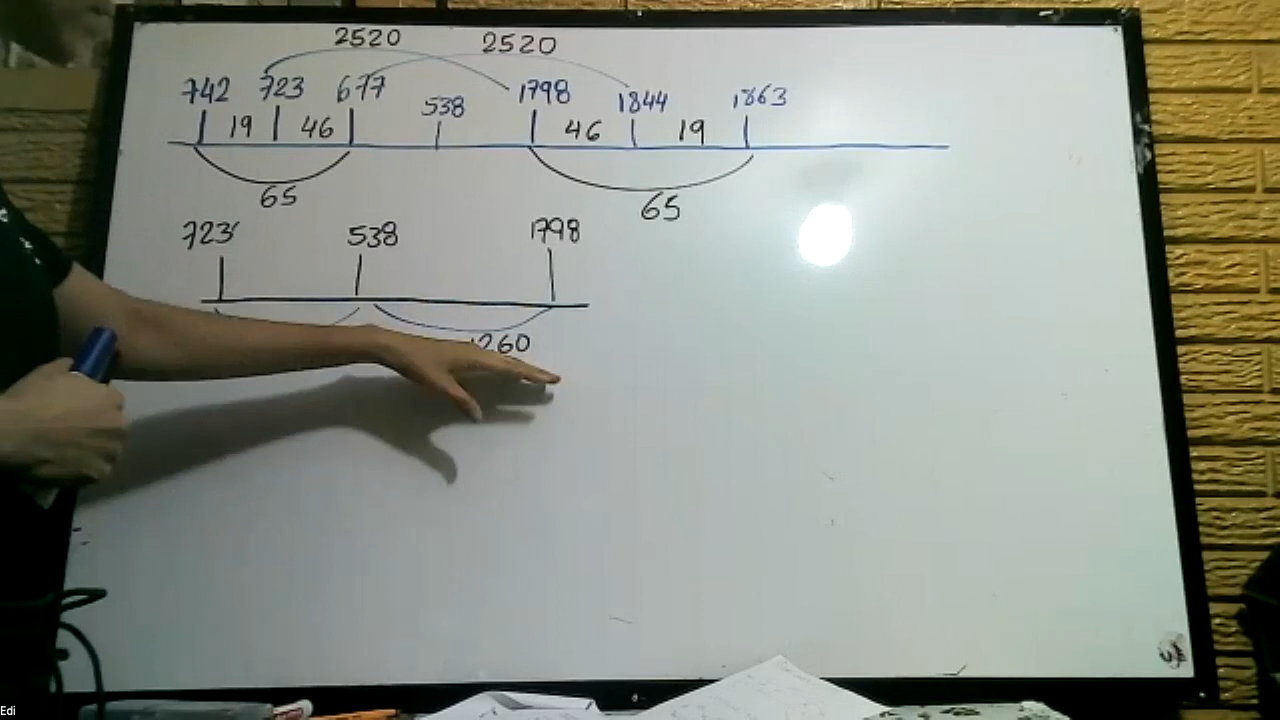 2520 2520
742 723 677 538 1798 1844 1863
19 46 46 19
65 65
723 538 1798
1260
Edi